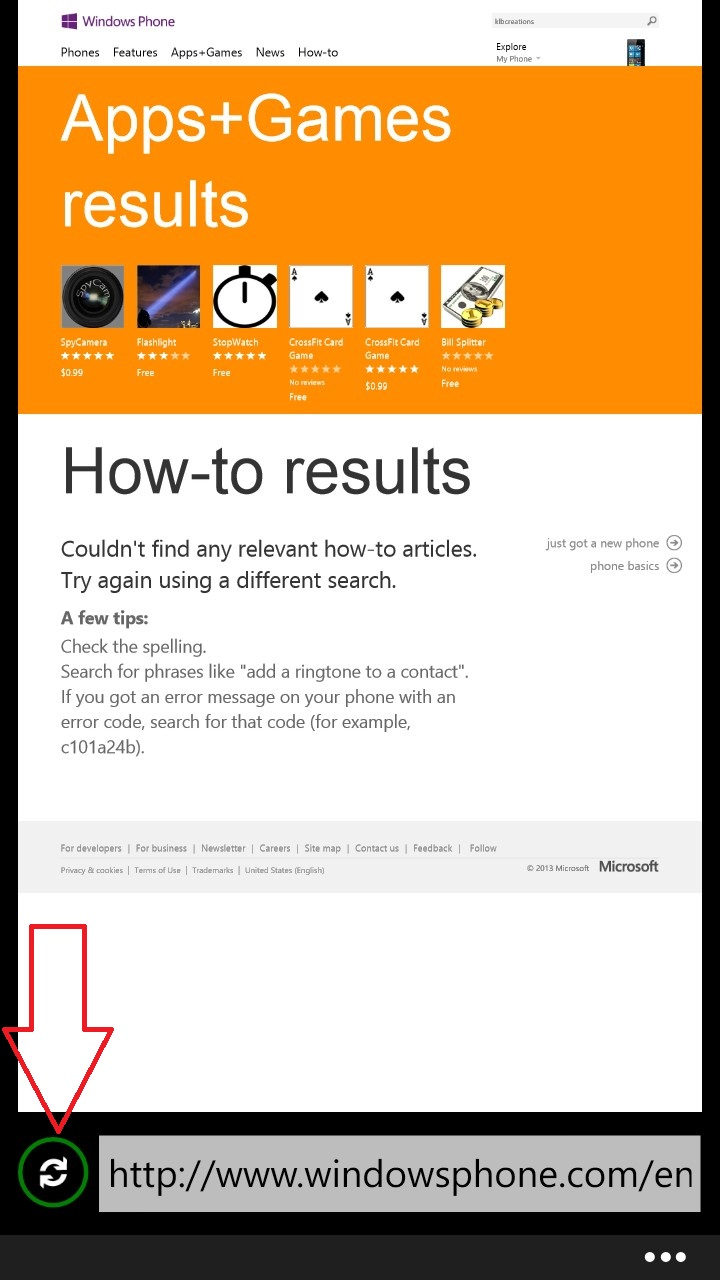 Windows Phone
klbcreations
Phones Features Apps+Games News How-to
Explore
My Phone
Apps+Games
results
SpyCam
A
A
A
A
SpyCamera
$0.99
Flashlight
Free
StopWatch
Free
CrossFit Card
Game
No reviews
Free
CrossFit Card
Game
$0.99
Bill Splitter
No reviews
Free
How-to results
Couldn't find any relevant how-to articles.
Try again using a different search.
just got a new phone
phone basics
A few tips:
Check the spelling.
Search for phrases like "add a ringtone to a contact".
If you got an error message on your phone with an
error code, search for that code (for example,
c101a24b).
For developers | For business | Newsletter | Careers | Site map | Contact us | Feedback | Follow
Privacy & cookies | Terms of Use | Trademarks | United States (English)
© 2013 Microsoft Microsoft
http://www.windowsphone.com/en